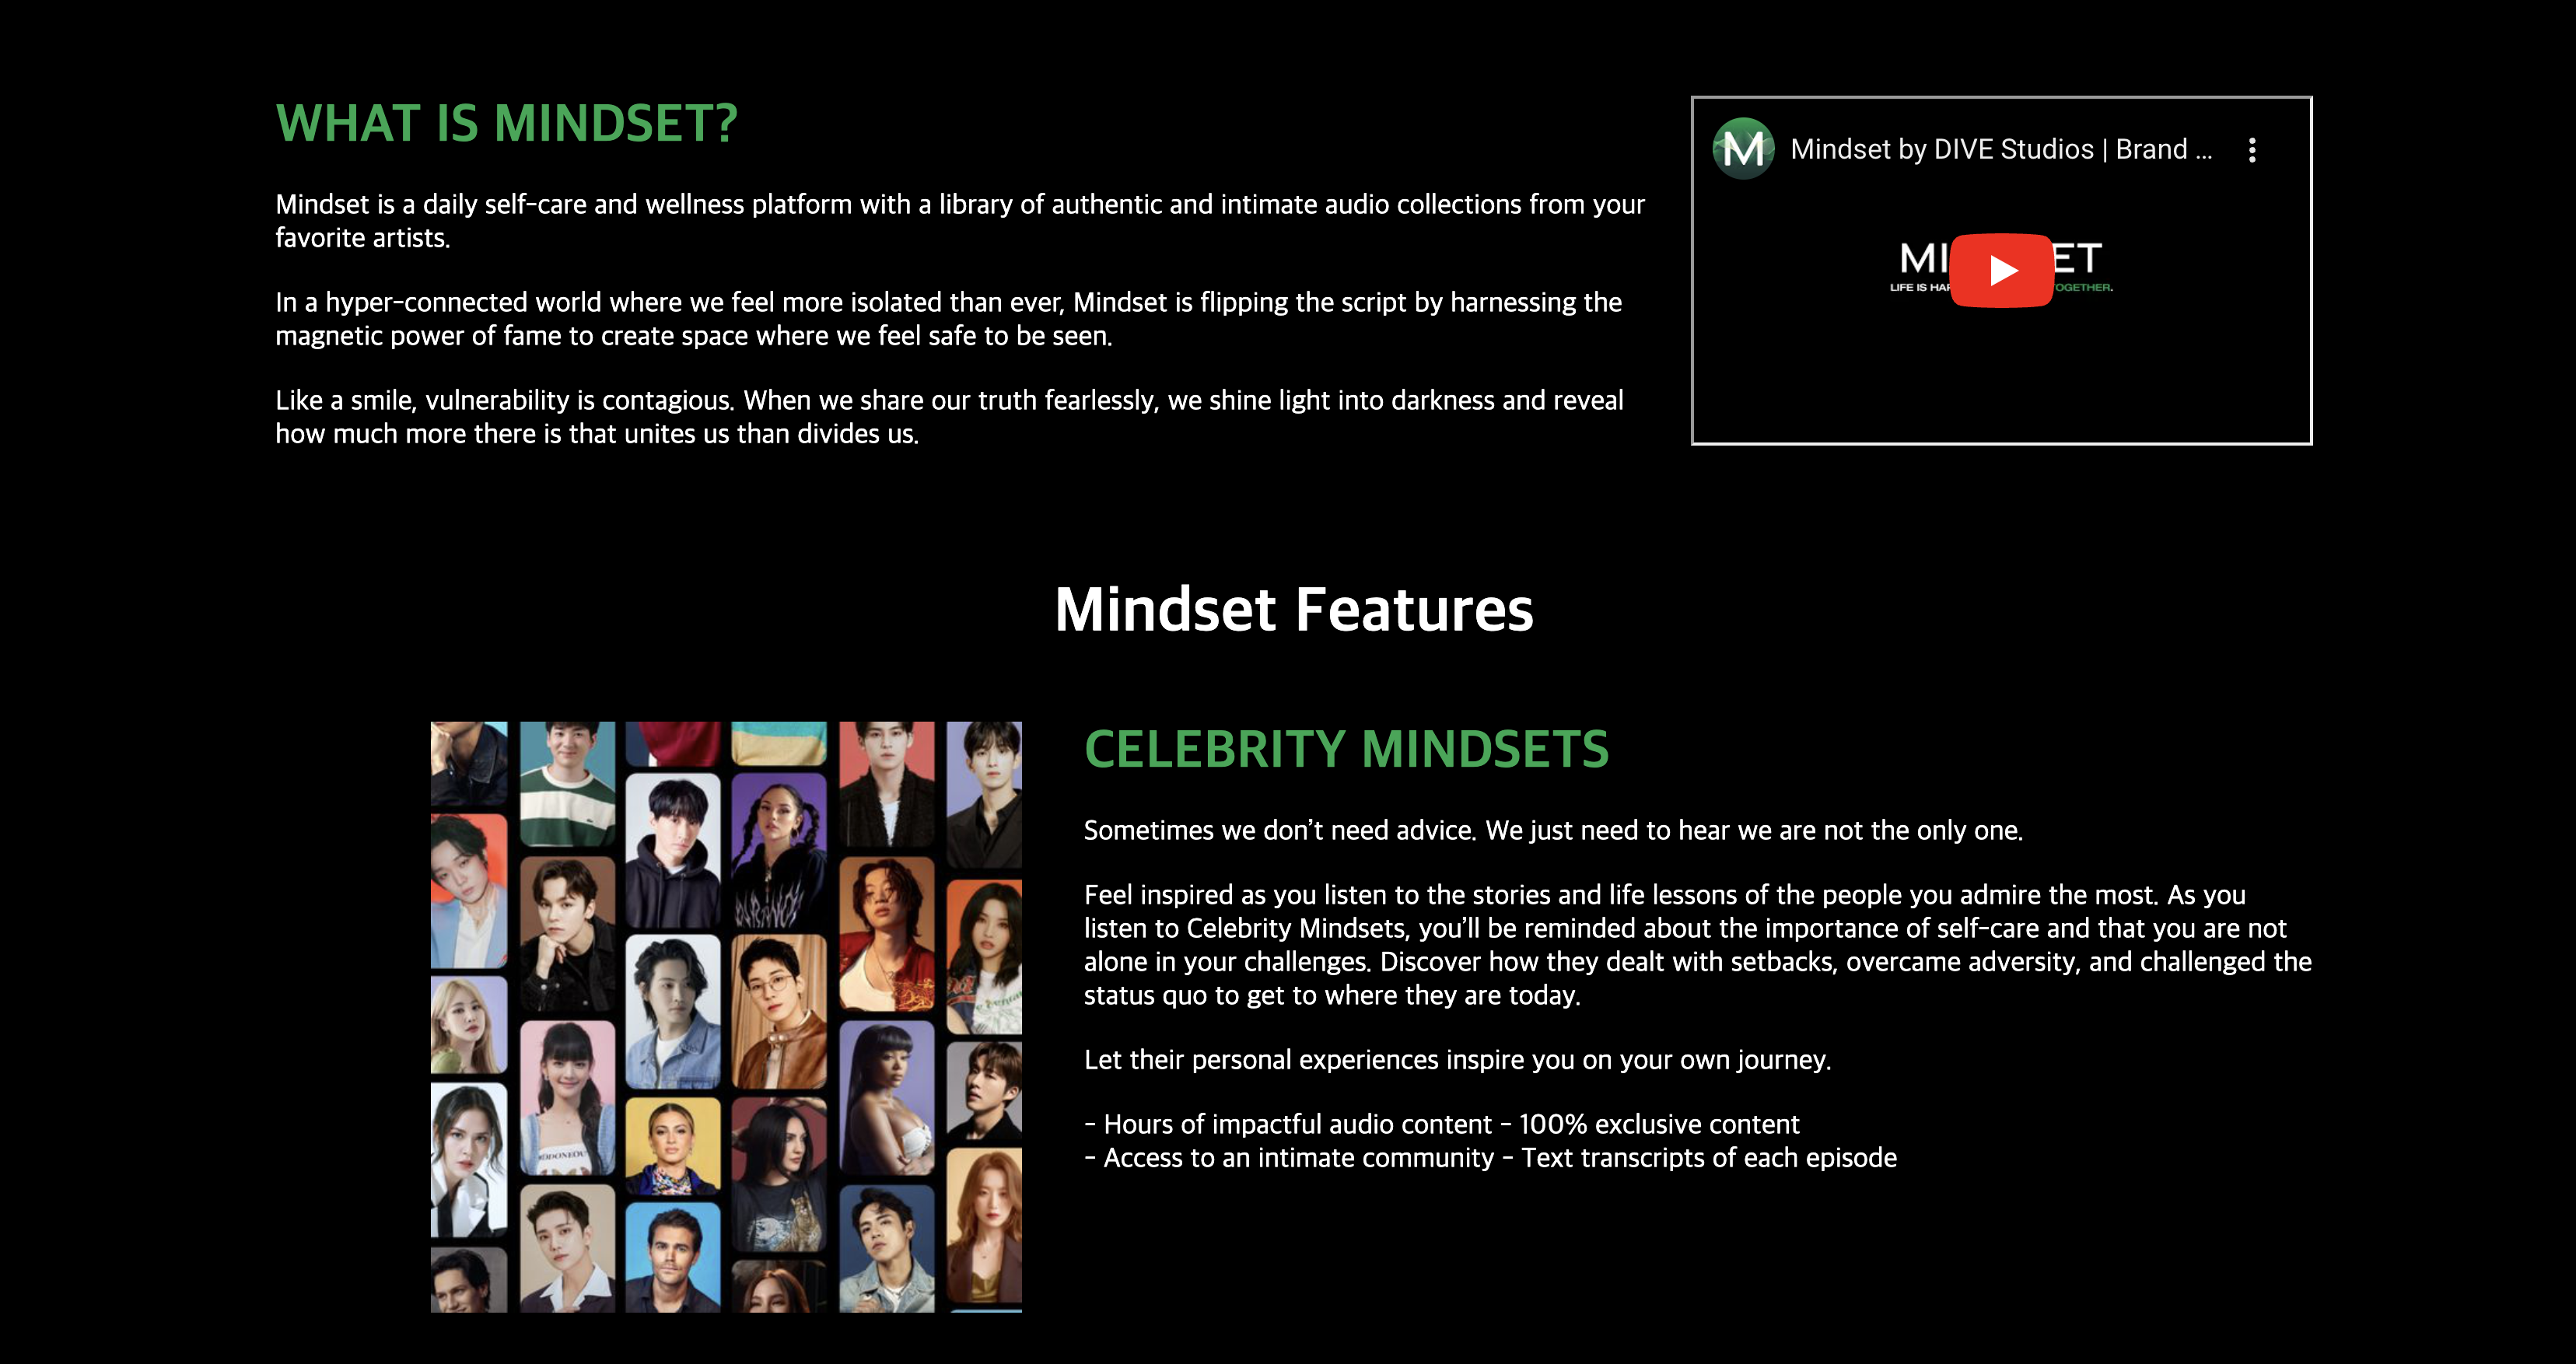 WHAT IS MINDSET?
Mindset is a daily self-care and wellness platform with a library of authentic and intimate audio collections from your
favorite artists.
In a hyper-connected world where we feel more isolated than ever, Mindset is flipping the script by harnessing the
magnetic power of fame to create space where we feel safe to be seen.
Like a smile, vulnerability is contagious. When we share our truth fearlessly, we shine light into darkness and reveal
how much more there is that unites us than divides us.
M Mindset by DIVE Studios | Brand ...
MI ET
LIFE IS OGETHER.
Mindset Features
CELEBRITY MINDSETS
Sometimes we don’t need advice. We just need to hear we are not the only one.
Feel inspired as you listen to the stories and life lessons of the people you admire the most. As you
listen to Celebrity Mindsets, you’ll be reminded about the importance of self-care and that you are not
alone in your challenges. Discover how they dealt with setbacks, overcame adversity, and challenged the
status quo to get to where they are today.
Let their personal experiences inspire you on your own journey.
- Hours of impactful audio content - 100% exclusive content
- Access to an intimate community - Text transcripts of each episode